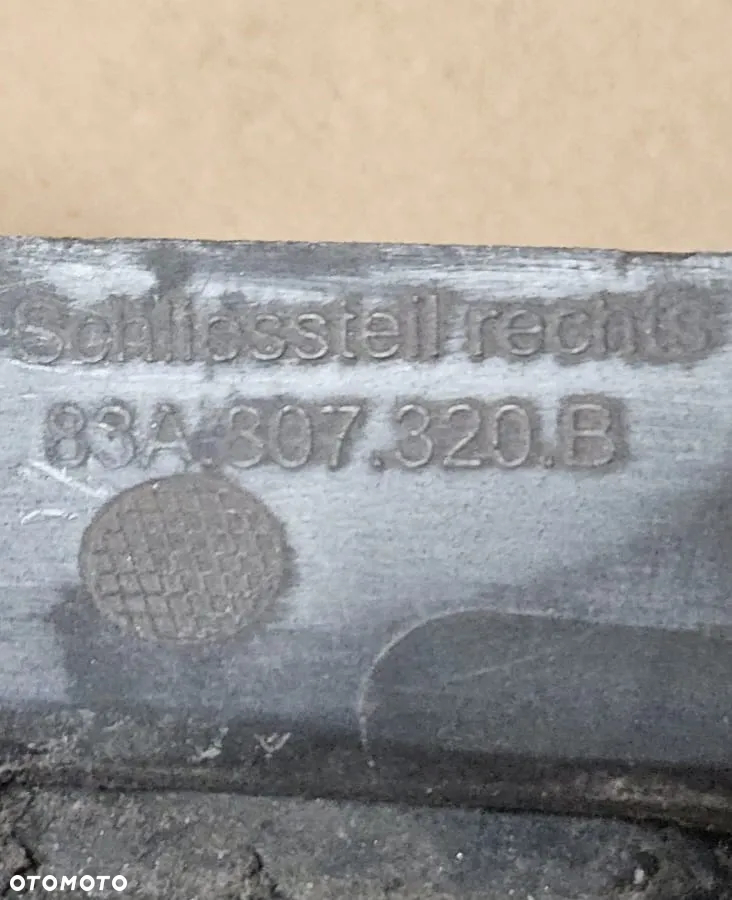 Schliessteil rechts
83A.807.320.B
OTOMOTO